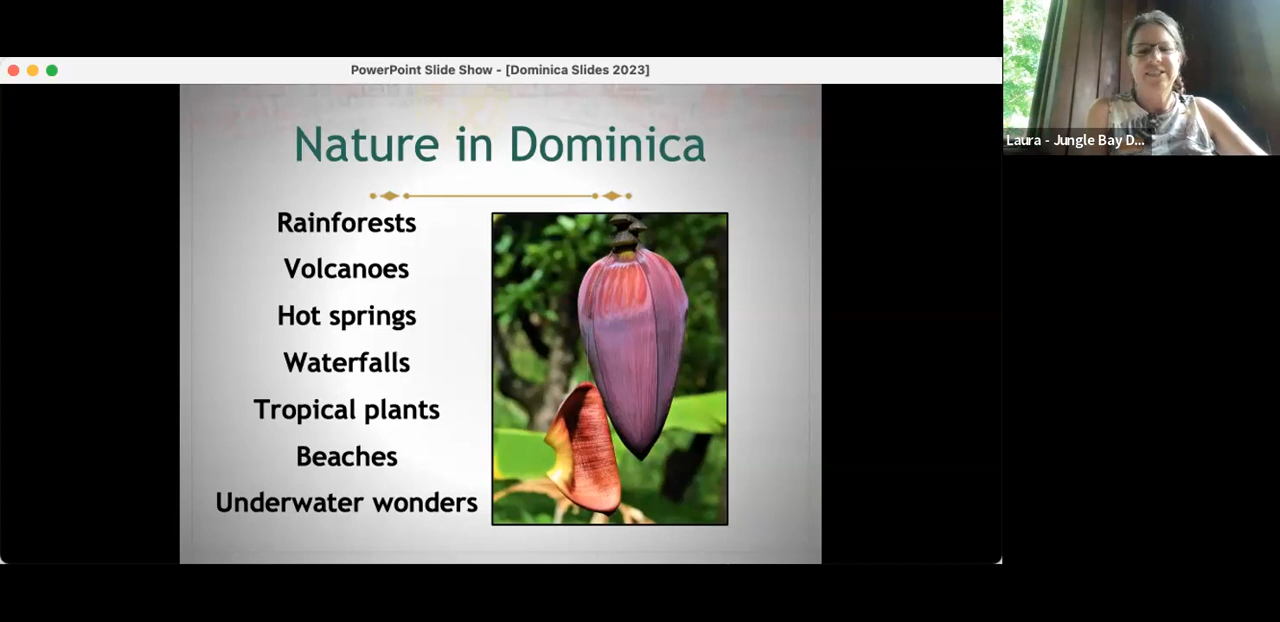 PowerPoint Slide Show - [Dominica Slides 2023]
Nature in Dominica
Rainforests
Volcanoes
Hot springs
Waterfalls
Tropical plants
Beaches
Underwater wonders
Laura - Jungle Bay D...